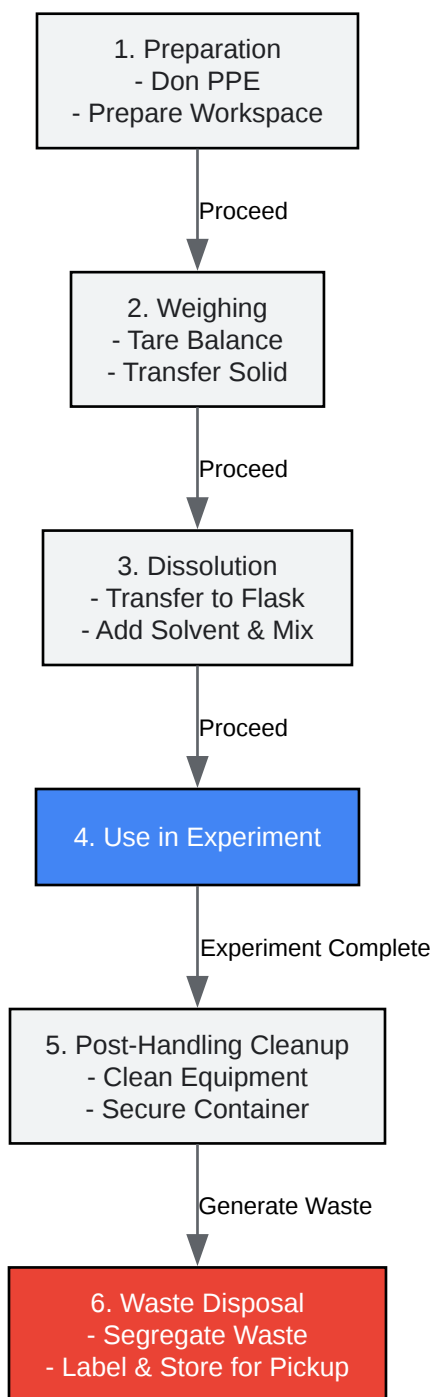 1. Preparation
- Don PPE
- Prepare Workspace
Proceed
2. Weighing
- Tare Balance
- Transfer Solid
Proceed
3. Dissolution
- Transfer to Flask
- Add Solvent & Mix
Proceed
4. Use in Experiment
Experiment Complete
5. Post-Handling Cleanup
- Clean Equipment
- Secure Container
Generate Waste
6. Waste Disposal
- Segregate Waste
- Label & Store for Pickup